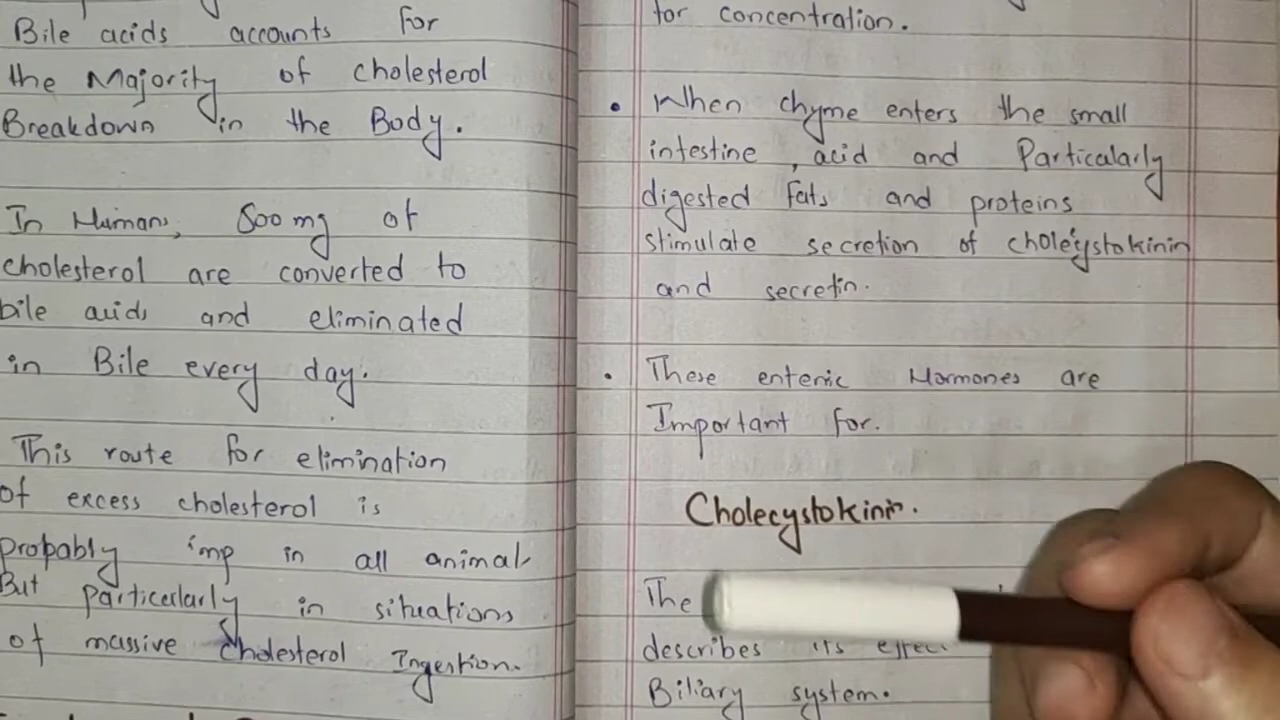 Bile acids accounts For
the Majority of cholesterol
Breakdown in the Body.
In Humans, 500 mg of
cholesterol are converted to
bile acids and eliminated
in Bile every day.
This route for elimination
of excess cholesterol is
probably imp in all animal
But particularly in situations
of massive cholesterol Ingestion.
for concentration.
• When chyme enters the small
intestine, acid and Particalarly
digested fats and proteins
stimulate secretion of cholecystokinin
and secretin.
• These enteric Hormones are
Important for.
Cholecystokinin.
The
describes its effect
Biliary system.